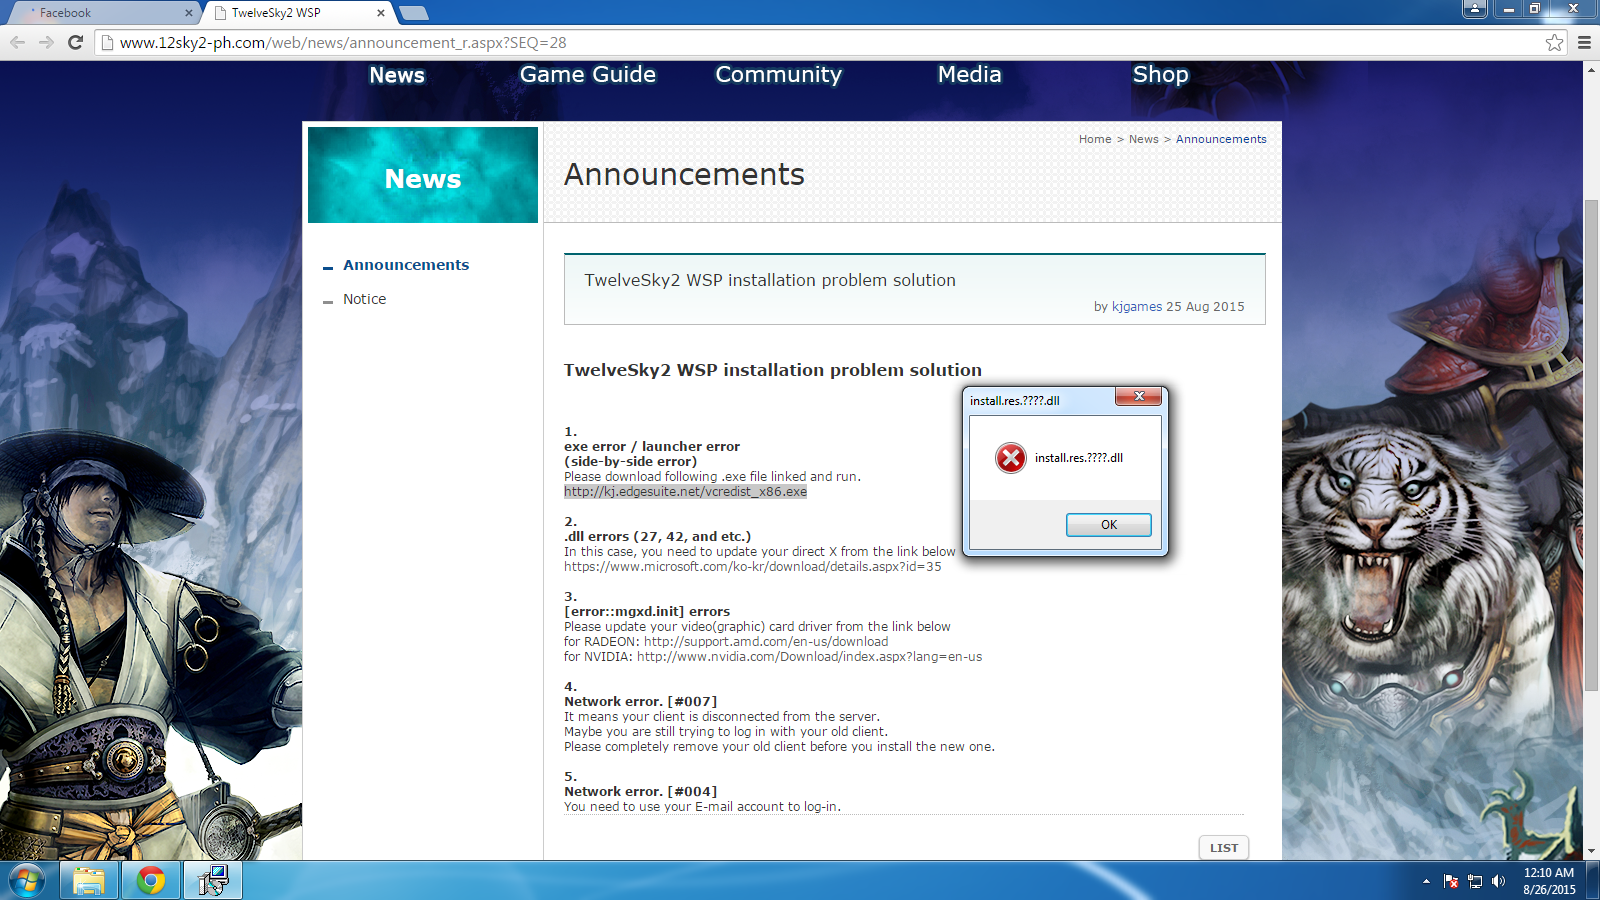 Facebook
TwelveSky2 WSP
www.12sky2-ph.com/web/news/announcement_r.aspx?SEQ=28
News
Game Guide
Community
Media
Shop
News
Home > News > Announcements
Announcements
Announcements
Notice
TwelveSky2 WSP installation problem solution
by kjgames 25 Aug 2015
TwelveSky2 WSP installation problem solution
1.
exe error / launcher error
(side-by-side error)
Please download following .exe file linked and run.
http://kj.edgesuite.net/vcredist_x86.exe
2.
.dll errors (27, 42, and etc.)
In this case, you need to update your direct X from the link below
https://www.microsoft.com/ko-kr/download/details.aspx?id=35
3.
[error::mgxd.init] errors
Please update your video(graphic) card driver from the link below
for RADEON: http://support.amd.com/en-us/download
for NVIDIA: http://www.nvidia.com/Download/index.aspx?lang=en-us
4.
Network error. [#007]
It means your client is disconnected from the server.
Maybe you are still trying to log in with your old client.
Please completely remove your old client before you install the new one.
5.
Network error. [#004]
You need to use your E-mail account to log-in.
LIST
install.res.????.dll
install.res.????.dll
OK
12:10 AM
8/26/2015